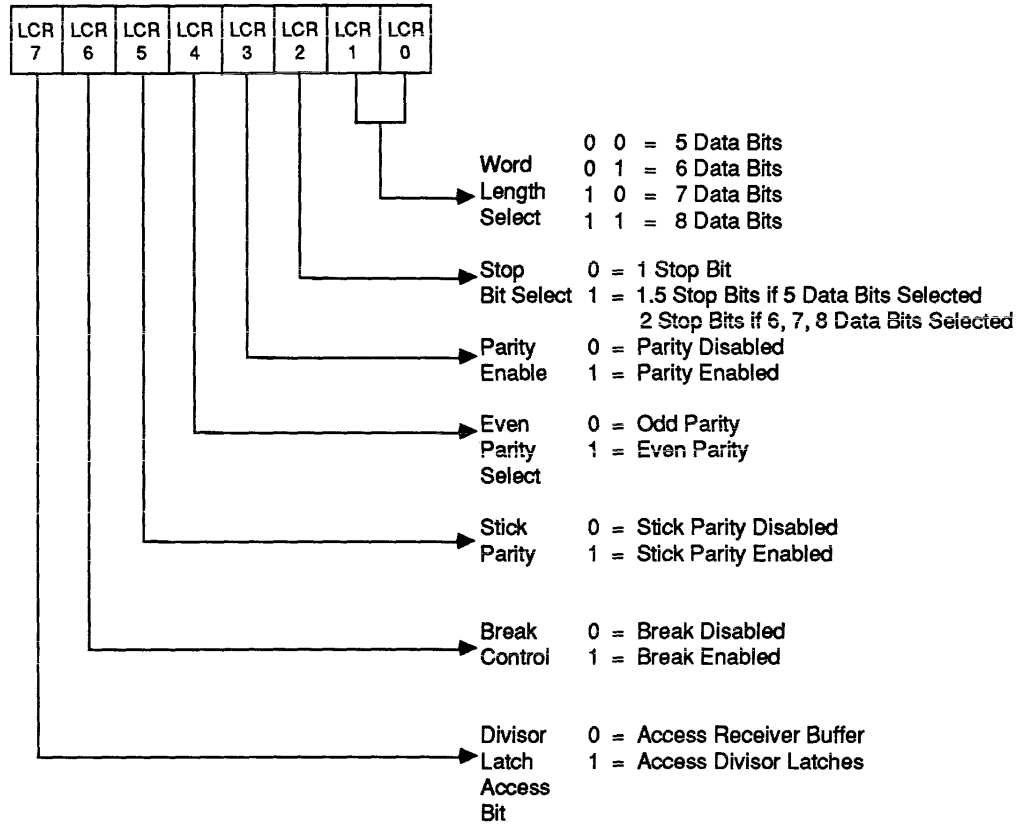 LCR 7 LCR 6 LCR 5 LCR 4 LCR 3 LCR 2 LCR 1 LCR 0
Word Length Select
0 0 = 5 Data Bits
0 1 = 6 Data Bits
1 0 = 7 Data Bits
1 1 = 8 Data Bits
Stop Bit Select
0 = 1 Stop Bit
1 = 1.5 Stop Bits if 5 Data Bits Selected
2 Stop Bits if 6, 7, 8 Data Bits Selected
Parity Enable
0 = Parity Disabled
1 = Parity Enabled
Even Parity Select
0 = Odd Parity
1 = Even Parity
Stick Parity
0 = Stick Parity Disabled
1 = Stick Parity Enabled
Break Control
0 = Break Disabled
1 = Break Enabled
Divisor Latch Access Bit
0 = Access Receiver Buffer
1 = Access Divisor Latches